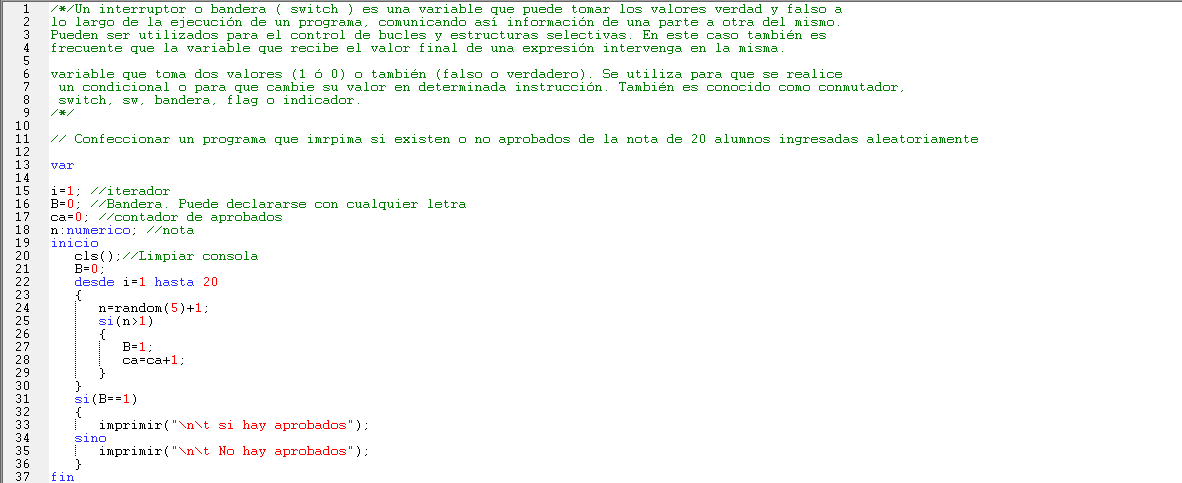 1 /*/Un interruptor o bandera ( switch ) es una variable que puede tomar los valores verdad y falso a
2 lo largo de la ejecución de un programa, comunicando así información de una parte a otra del mismo.
3 Pueden ser utilizados para el control de bucles y estructuras selectivas. En este caso también es
4 frecuente que la variable que recibe el valor final de una expresión intervenga en la misma.
5
6 variable que toma dos valores (1 ó 0) o también (falso o verdadero). Se utiliza para que se realice
7 un condicional o para que cambie su valor en determinada instrucción. También es conocido como conmutador,
8 switch, sw, bandera, flag o indicador.
9 /*/
10
11 // Confeccionar un programa que imrpima si existen o no aprobados de la nota de 20 alumnos ingresadas aleatoriamente
12
13 var
14
15 i=1; //iterador
16 B=0; //Bandera. Puede declararse con cualquier letra
17 ca=0; //contador de aprobados
18 n:numerico; //nota
19 inicio
20 cls();//Limpiar consola
21 B=0;
22 desde i=1 hasta 20
23 {
24 n=random(5)+1;
25 si(n>1)
26 {
27 B=1;
28 ca=ca+1;
29 }
30 }
31 si(B==1)
32 {
33 imprimir("\n\t si hay aprobados");
34 sino
35 imprimir("\n\t No hay aprobados");
36 }
37 fin